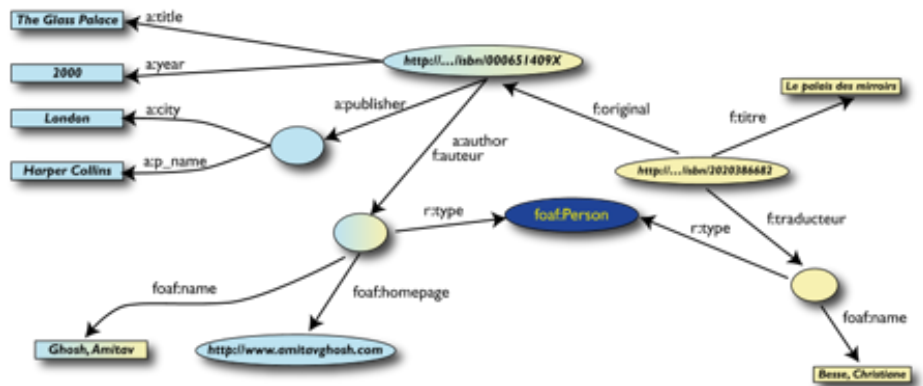 The Glass Palace
a:title
http://...//isbn/000651409X
2000
a:year
Le palais des mirroirs
a:publisher
f:original
London
a:city
f:titre
a:author
f:auteur
Harper Collins
a:p_name
http://...//isbn/2020386682
r:type
foaf:Person
f:traducteur
r:type
foaf:name
foaf:homepage
foaf:name
Ghosh, Amitav
http://www.amitavghosh.com
Besse, Christiane